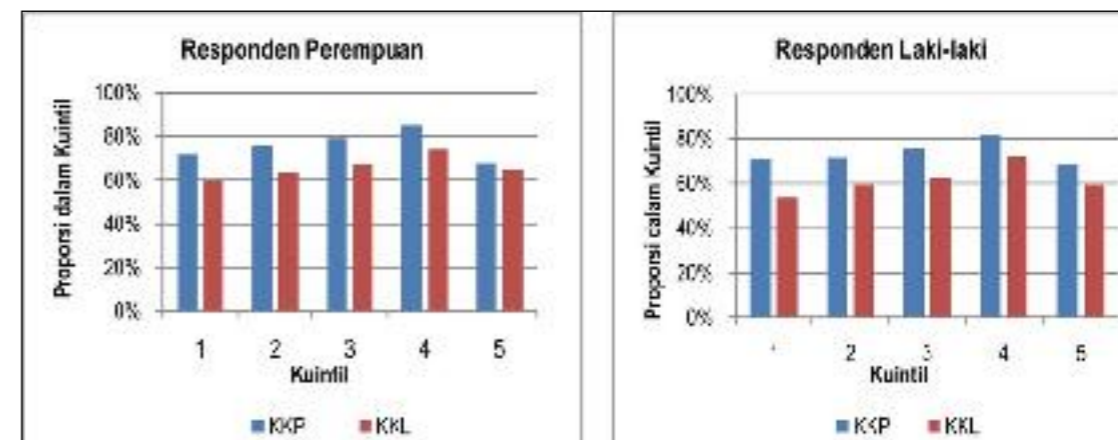 Responden Perempuan
Proporsi dalam Kuintil
100%
80%
60%
40%
20%
0%
1 2 3 4 5
Kuintil
KKP KKL
Responden Laki-laki
Proporsi dalam Kuintil
100%
80%
60%
40%
20%
0%
2 3 4 5
Kuintil
KKP KKL